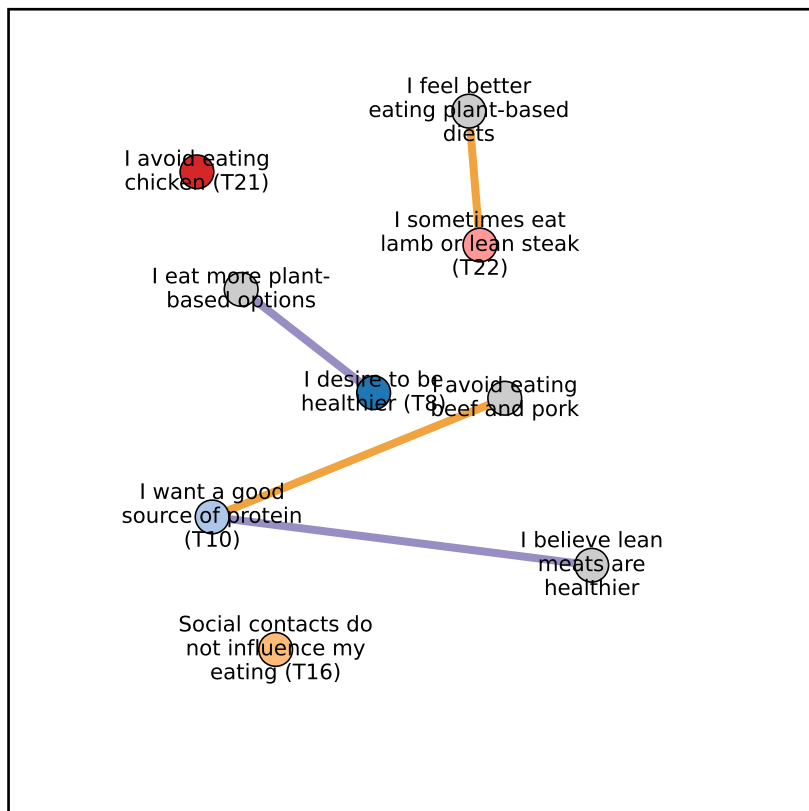 I feel better
eating plant-based
diets
I avoid eating
chicken (T21)
I sometimes eat
lamb or lean steak
(T22)
I eat more plant-
based options
I desire to be
healthier (T8)
I avoid eating
beef and pork
I want a good
source of protein
(T10)
I believe lean
meats are
healthier
Social contacts do
not influence my
eating (T16)